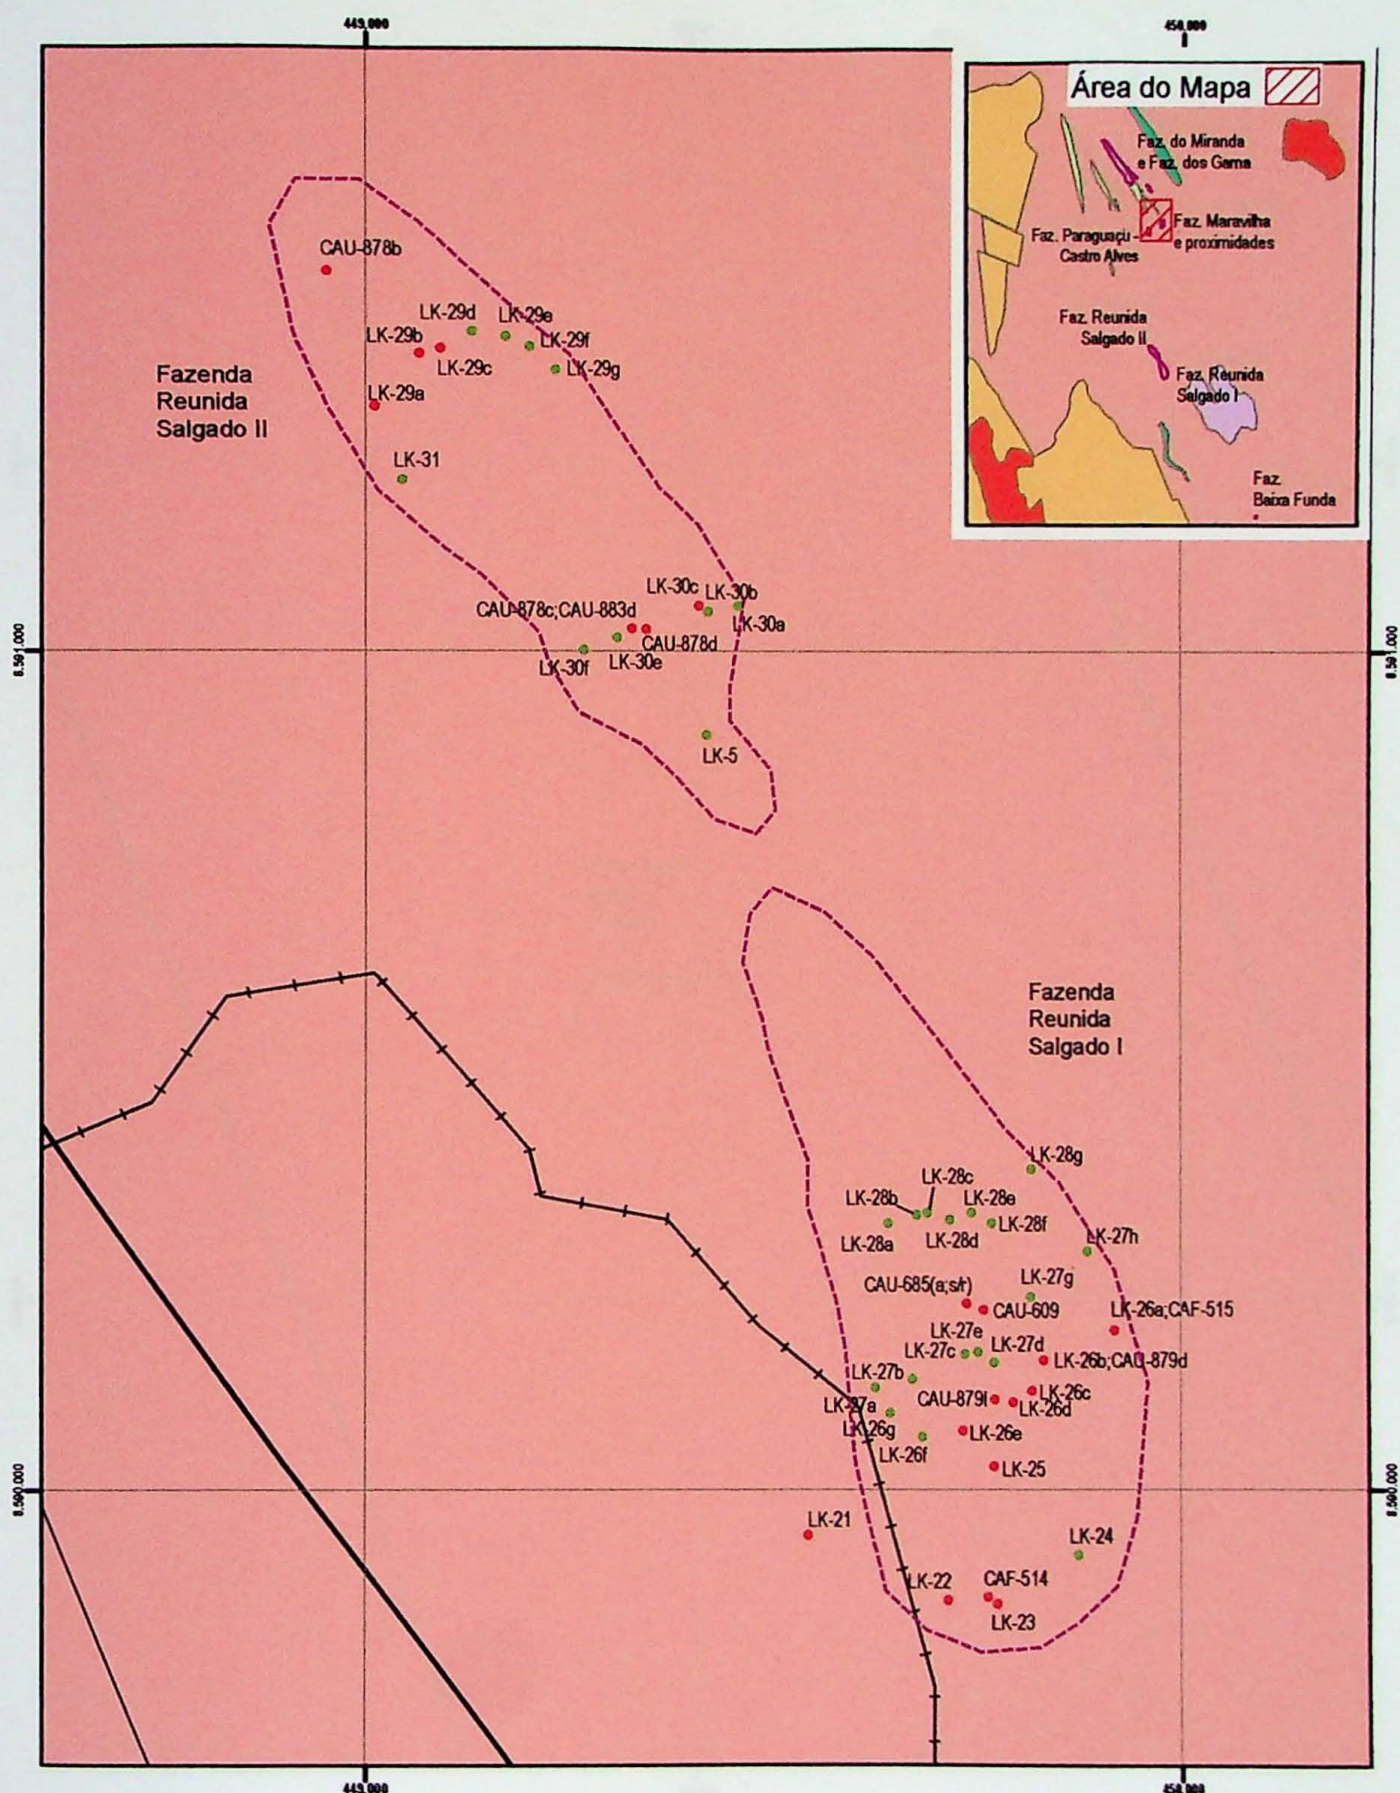 449.000
450.000
Área do Mapa
Faz. do Miranda
e Faz. dos Gama
Faz. Maravilha
e proximidades
Faz. Paraguaçu -
Castro Alves
Faz. Reunida
Salgado II
Faz. Reunida
Salgado I
Faz.
Baixa Funda
CAU-878b
LK-29d
LK-29e
LK-29b
LK-29f
LK-29c
LK-29g
LK-29a
Fazenda
Reunida
Salgado II
LK-31
LK-30c
LK-30b
CAU-878c;CAU-883d
LK-30a
CAU-878d
LK-30f
LK-30e
8.591.000
8.591.000
LK-5
Fazenda
Reunida
Salgado I
LK-28g
LK-28c
LK-28b
LK-28e
LK-28f
LK-28a
LK-28d
LK-27h
LK-27g
CAU-685(a;s/r)
CAU-609
LK-26a;CAF-515
LK-27e
LK-27c
LK-27d
LK-26b;CAU-879d
LK-27b
LK-26c
CAU-879l
LK-27a
LK-26d
LK-26g
LK-26e
LK-26f
LK-25
8.590.000
8.590.000
LK-21
LK-24
LK-22
CAF-514
LK-23
449.000
450.000